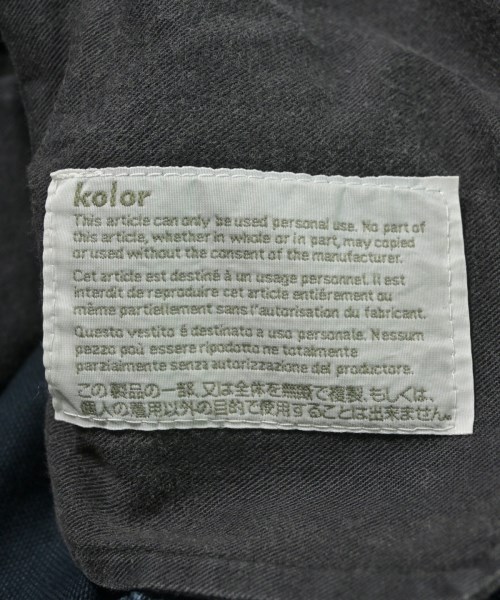 kolor
This article can only be used personal use. No part of
this article, whether in whole or in part, may copied
or used without the consent of the manufacturer.
Cet article est destiné à un usage personnel. Il est
interdit de reproduire cet article entiérement ou
même partiellement sans l'autorisation du fabricant.
Questo vestito é destinato a uso personale. Nessum
pezzo poù essere ripodotto ne totalmente
parzialmente senza autorizzazione del produttore.
この製品の一部、又は全体を無断で複製、もしくは、
個人の着用以外の目的で使用することは出来ません。